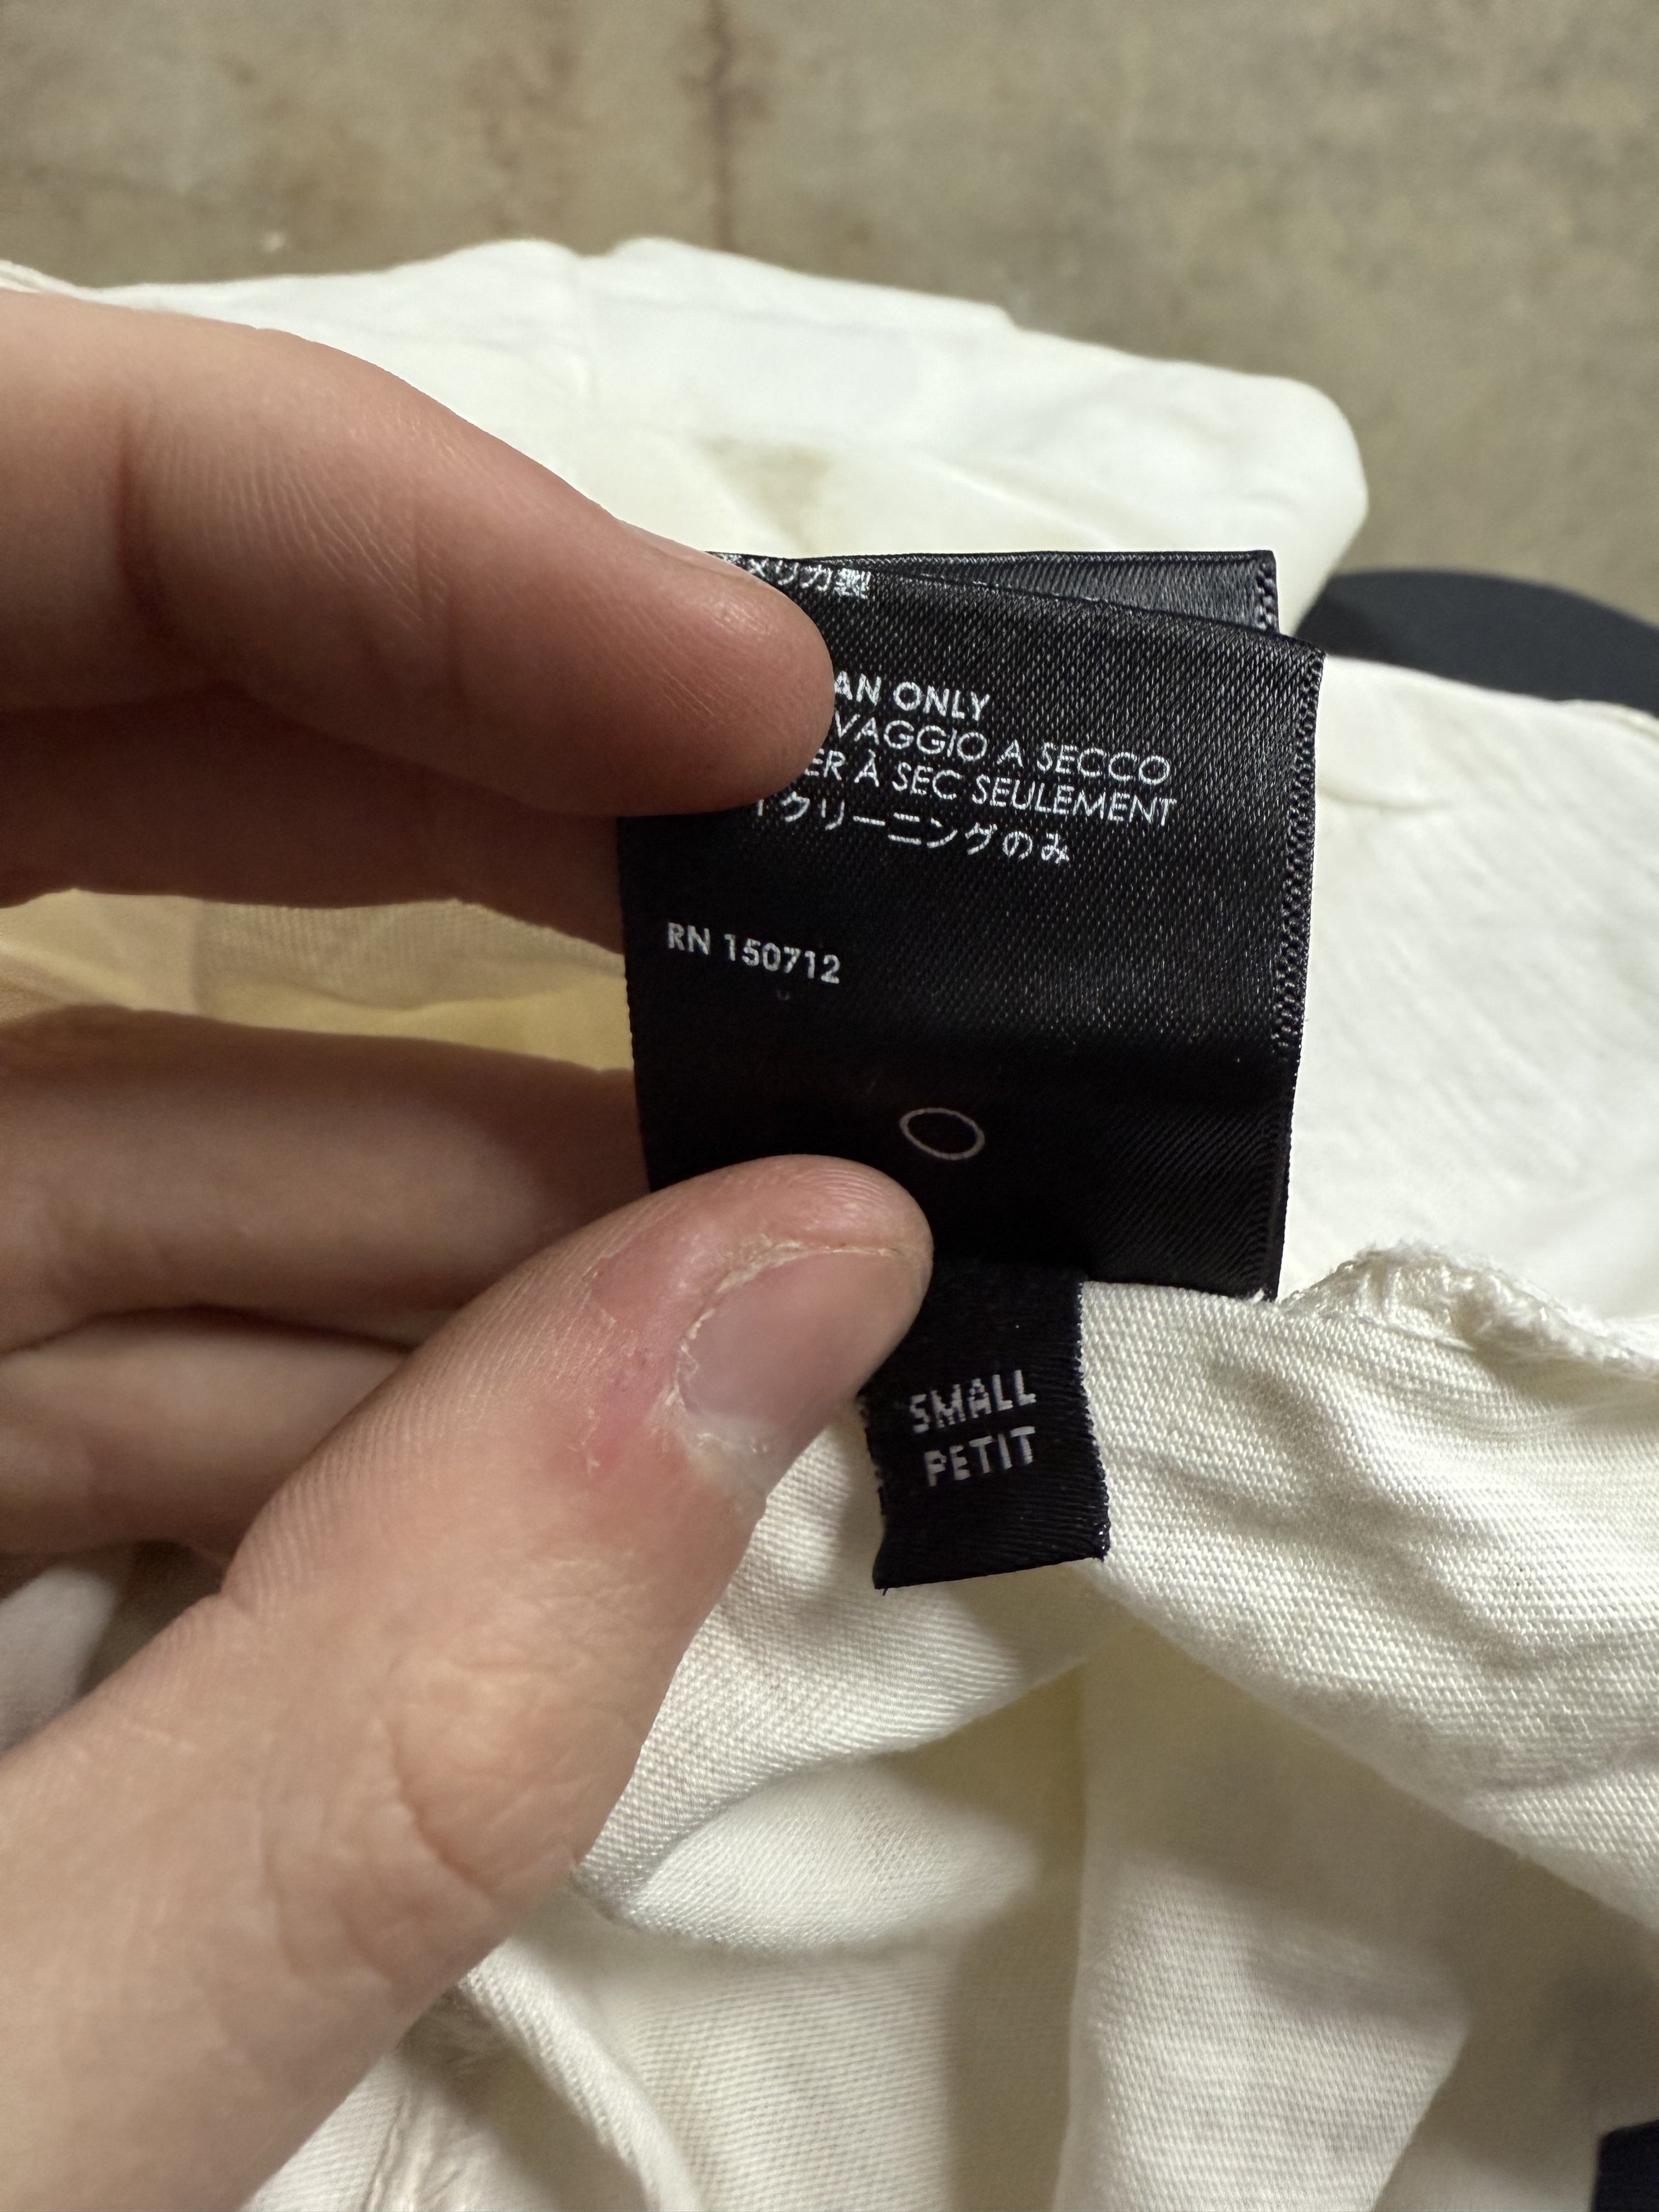 メリカ製
AN ONLY
VAGGIO A SECCO
ER À SEC SEULEMENT
イクリーニングのみ
RN 150712
SMALL
PETIT